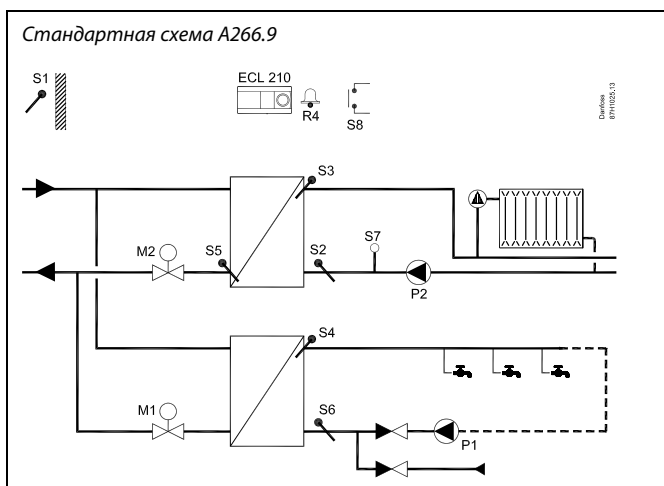 Стандартная схема A266.9
S1
ECL 210
R4
S8
Danfoss
87H1025.13
S3
M2
S5
S2
S7
P2
S4
M1
S6
P1